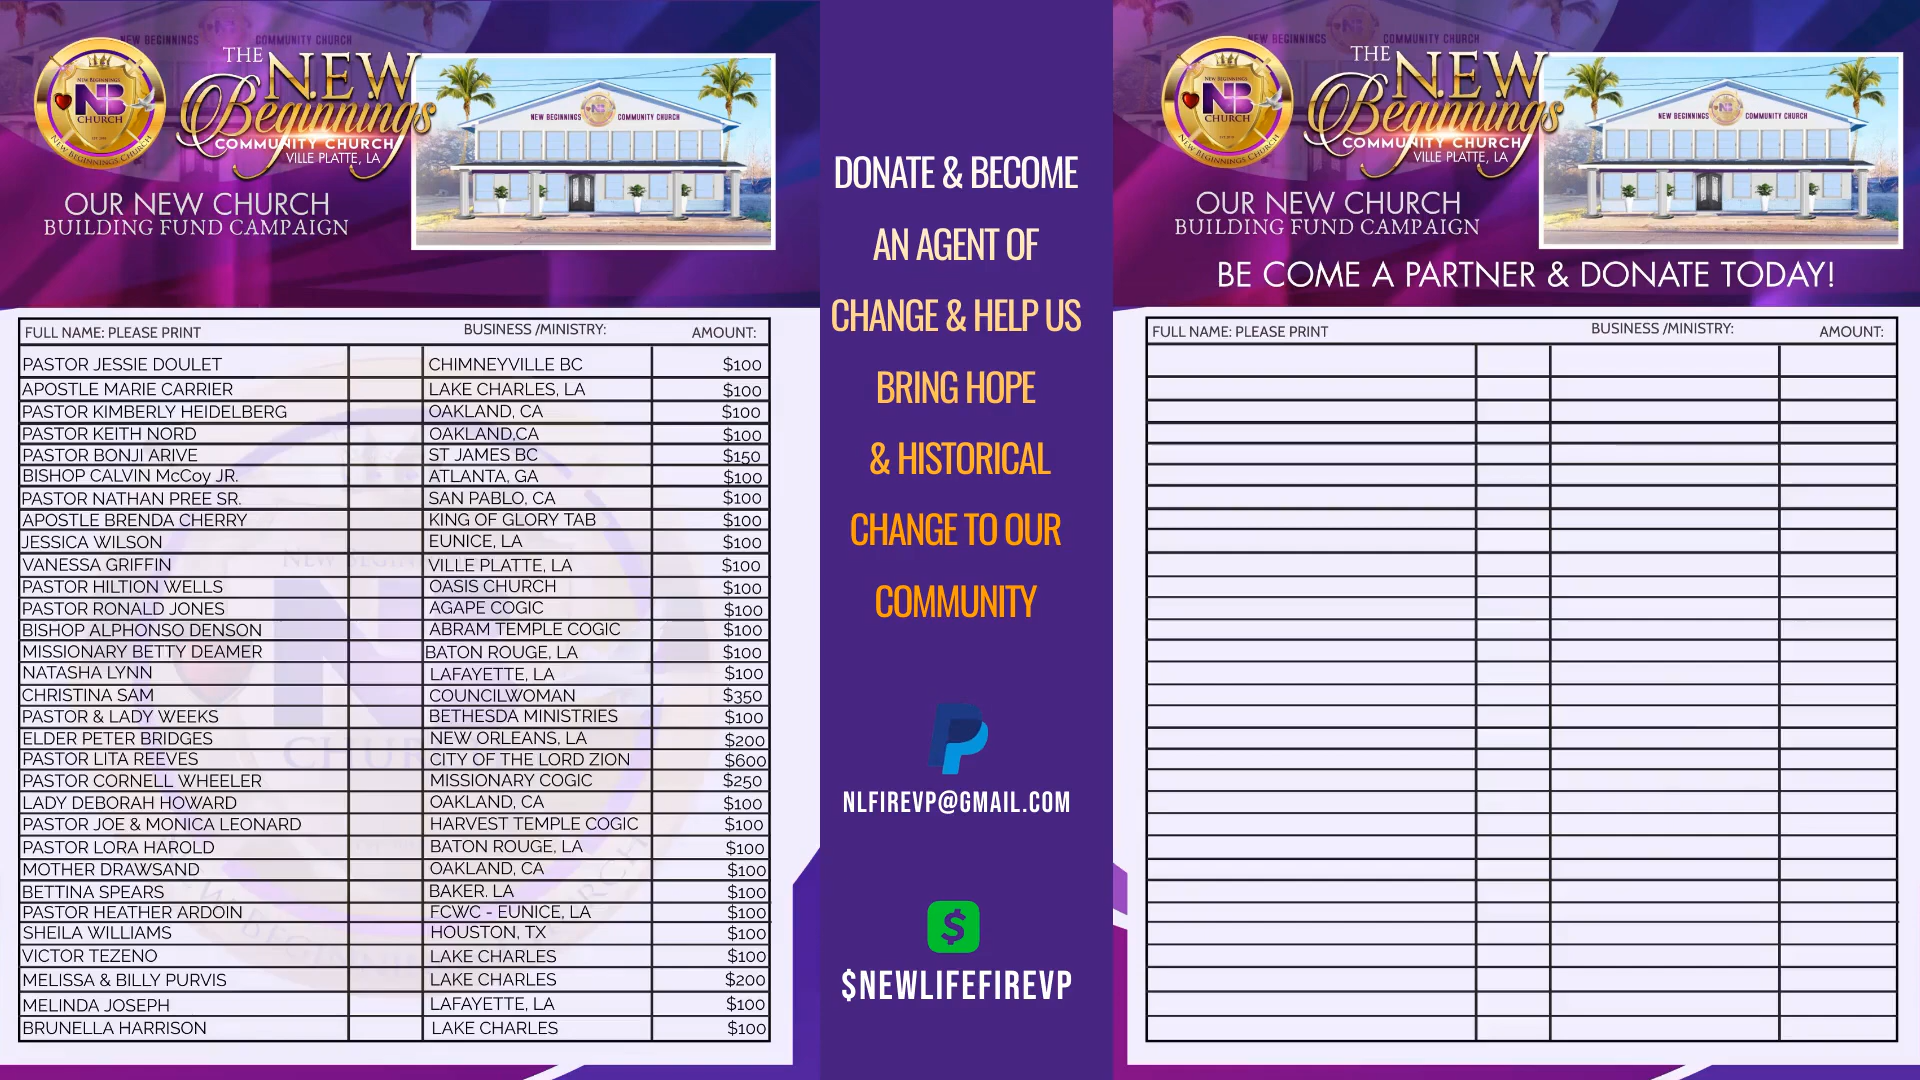 NEW BEGINNINGS COMMUNITY CHURCH
NEW BEGINNINGS
NB
CHURCH
NEW BEGINNINGS CHURCH
THE NEW
Beginnings
COMMUNITY CHURCH
VILLE PLATTE, LA
NEW BEGINNINGS COMMUNITY CHURCH
OUR NEW CHURCH
BUILDING FUND CAMPAIGN
FULL NAME: PLEASE PRINT BUSINESS /MINISTRY: AMOUNT:
PASTOR JESSIE DOULET CHIMNEYVILLE BC $100
APOSTLE MARIE CARRIER LAKE CHARLES, LA $100
PASTOR KIMBERLY HEIDELBERG OAKLAND, CA $100
PASTOR KEITH NORD OAKLAND,CA $100
PASTOR BONJI ARIVE ST JAMES BC $150
BISHOP CALVIN McCoy JR. ATLANTA, GA $100
PASTOR NATHAN PREE SR. SAN PABLO, CA $100
APOSTLE BRENDA CHERRY KING OF GLORY TAB $100
JESSICA WILSON EUNICE, LA $100
VANESSA GRIFFIN VILLE PLATTE, LA $100
PASTOR HILTION WELLS OASIS CHURCH $100
PASTOR RONALD JONES AGAPE COGIC $100
BISHOP ALPHONSO DENSON ABRAM TEMPLE COGIC $100
MISSIONARY BETTY DEAMER BATON ROUGE, LA $100
NATASHA LYNN LAFAYETTE, LA $100
CHRISTINA SAM COUNCILWOMAN $350
PASTOR & LADY WEEKS BETHESDA MINISTRIES $100
ELDER PETER BRIDGES NEW ORLEANS, LA $200
PASTOR LITA REEVES CITY OF THE LORD ZION $600
PASTOR CORNELL WHEELER MISSIONARY COGIC $250
LADY DEBORAH HOWARD OAKLAND, CA $100
PASTOR JOE & MONICA LEONARD HARVEST TEMPLE COGIC $100
PASTOR LORA HAROLD BATON ROUGE, LA $100
MOTHER DRAWSAND OAKLAND, CA $100
BETTINA SPEARS BAKER. LA $100
PASTOR HEATHER ARDOIN FCWC - EUNICE, LA $100
SHEILA WILLIAMS HOUSTON, TX $100
VICTOR TEZENO LAKE CHARLES $100
MELISSA & BILLY PURVIS LAKE CHARLES $200
MELINDA JOSEPH LAFAYETTE, LA $100
BRUNELLA HARRISON LAKE CHARLES $100
DONATE & BECOME
AN AGENT OF
CHANGE & HELP US
BRING HOPE
& HISTORICAL
CHANGE TO OUR
COMMUNITY
NLFIREVP@GMAIL.COM
$NEWLIFEFIREVP
NEW BEGINNINGS COMMUNITY CHURCH
NEW BEGINNINGS
NB
CHURCH
NEW BEGINNINGS CHURCH
THE NEW
Beginnings
COMMUNITY CHURCH
VILLE PLATTE, LA
NEW BEGINNINGS COMMUNITY CHURCH
OUR NEW CHURCH
BUILDING FUND CAMPAIGN
BE COME A PARTNER & DONATE TODAY!
FULL NAME: PLEASE PRINT BUSINESS /MINISTRY: AMOUNT: